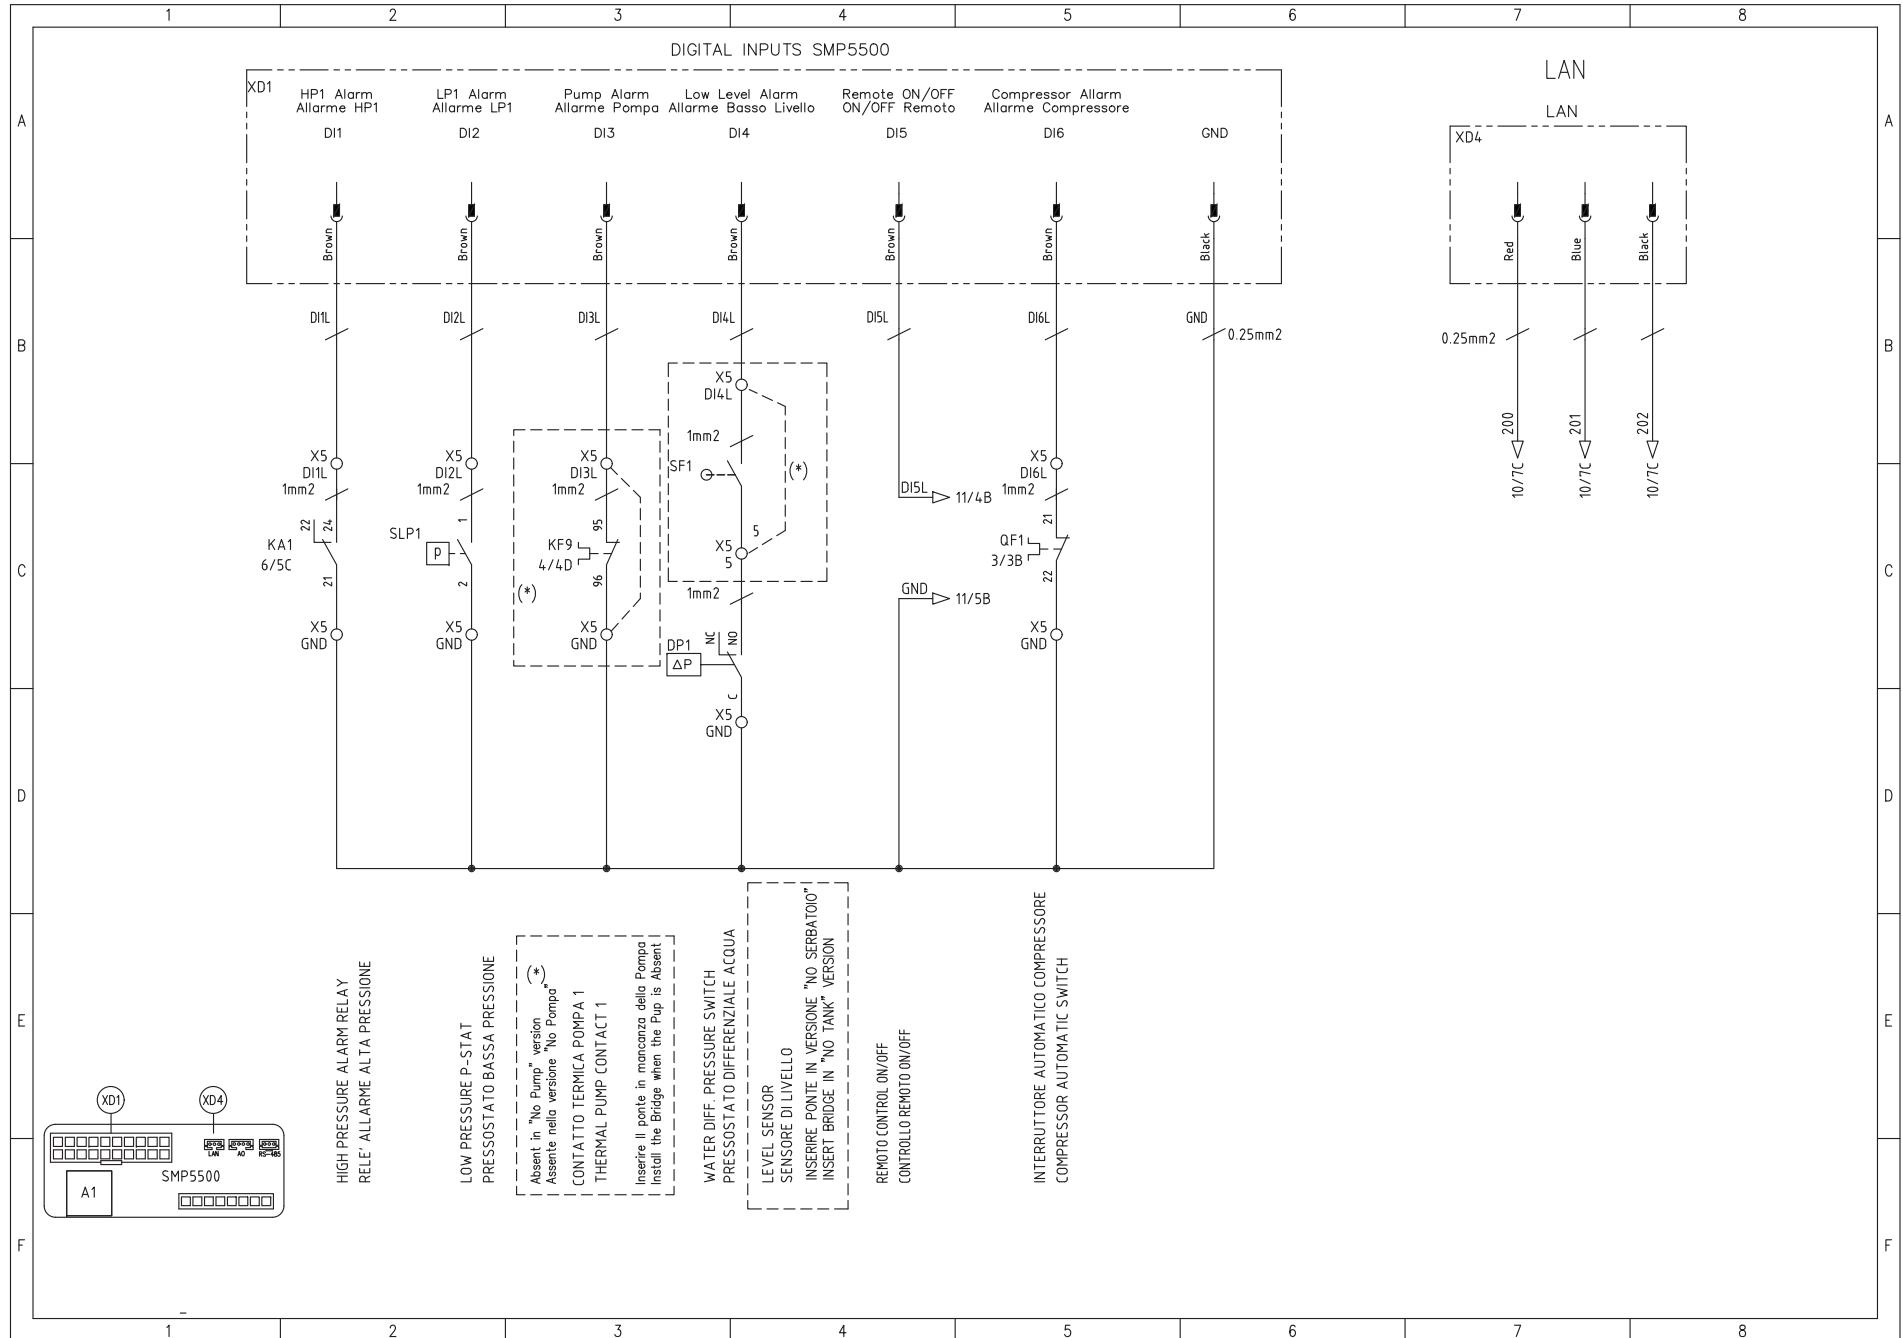 1 2 3 4 5 6 7 8
DIGITAL INPUTS SMP5500
LAN
LAN
XD1
HP1 Alarm
Allarme HP1
DI1
LP1 Alarm
Allarme LP1
DI2
Pump Alarm
Allarme Pompa
DI3
Low Level Alarm
Allarme Basso Livello
DI4
Remote ON/OFF
ON/OFF Remoto
DI5
Compressor Allarm
Allarme Compressore
DI6
GND
XD4
A A
Brown
Brown
Brown
Brown
Brown
Brown
Black
Red
Blue
Black
DI1L
DI2L
DI3L
DI4L
DI5L
DI6L
GND
0.25mm2
0.25mm2
B B
X5
DI4L
1mm2
SF1
(*)
5
X5
5
1mm2
200
201
202
10/7C
10/7C
10/7C
X5
DI1L
1mm2
22
24
KA1
6/5C
21
X5
GND
X5
DI2L
1mm2
1
SLP1
P
2
X5
GND
X5
DI3L
1mm2
95
KF9
4/4D
96
(*)
X5
GND
NC
NO
DP1
ΔP
C
X5
GND
DI5L
11/4B
GND
11/5B
X5
DI6L
1mm2
21
QF1
3/3B
22
X5
GND
C C
D D
HIGH PRESSURE ALARM RELAY
RELE' ALLARME ALTA PRESSIONE
LOW PRESSURE P-STAT
PRESSOSTATO BASSA PRESSIONE
(*)
Absent in "No Pump" version
Assente nella versione "No Pompa"
CONTATTO TERMICA POMPA 1
THERMAL PUMP CONTACT 1
Inserire Il ponte in mancanza della Pompa
Install the Bridge when the Pup is Absent
WATER DIFF. PRESSURE SWITCH
PRESSOSTATO DIFFERENZIALE ACQUA
LEVEL SENSOR
SENSORE DI LIVELLO
INSERIRE PONTE IN VERSIONE "NO SERBATOIO"
INSERT BRIDGE IN "NO TANK" VERSION
REMOTO CONTROL ON/OFF
CONTROLLO REMOTO ON/OFF
INTERRUTTORE AUTOMATICO COMPRESSORE
COMPRESSOR AUTOMATIC SWITCH
E E
XD1
XD4
LAN
AO
RS-485
SMP5500
A1
F F
1 2 3 4 5 6 7 8